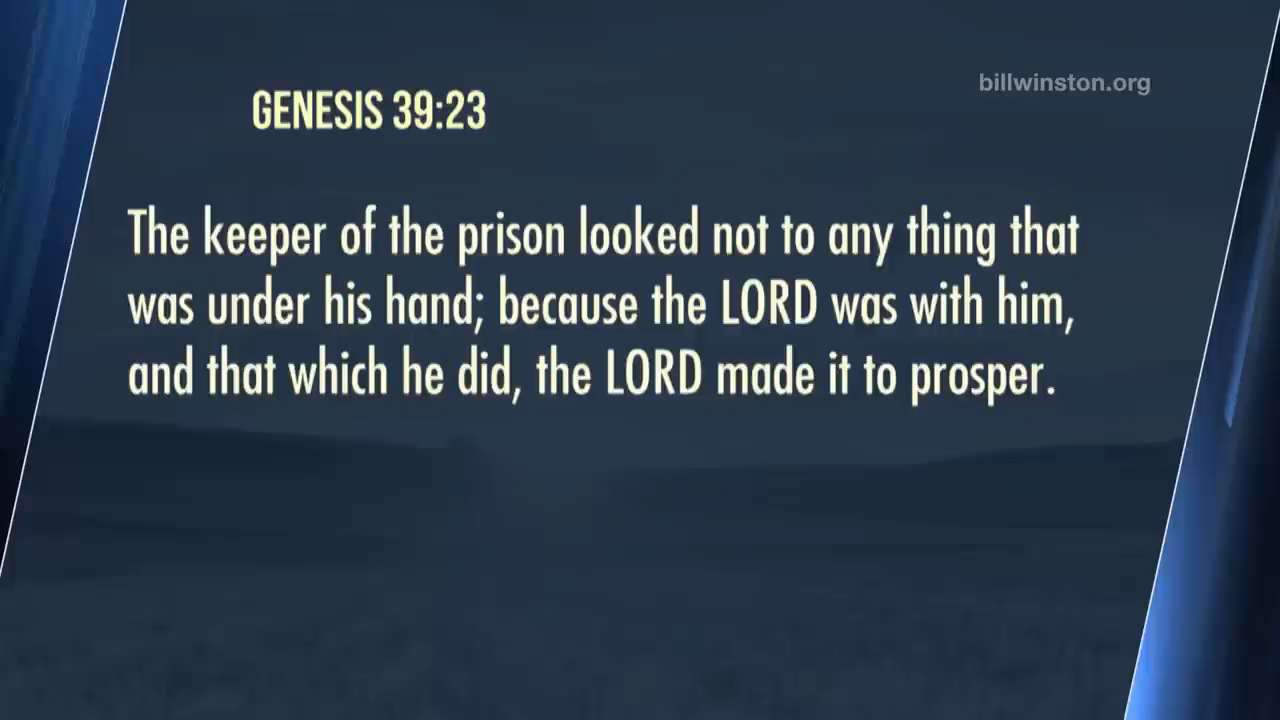 billwinston.org
GENESIS 39:23
The keeper of the prison looked not to any thing that
was under his hand; because the LORD was with him,
and that which he did, the LORD made it to prosper.